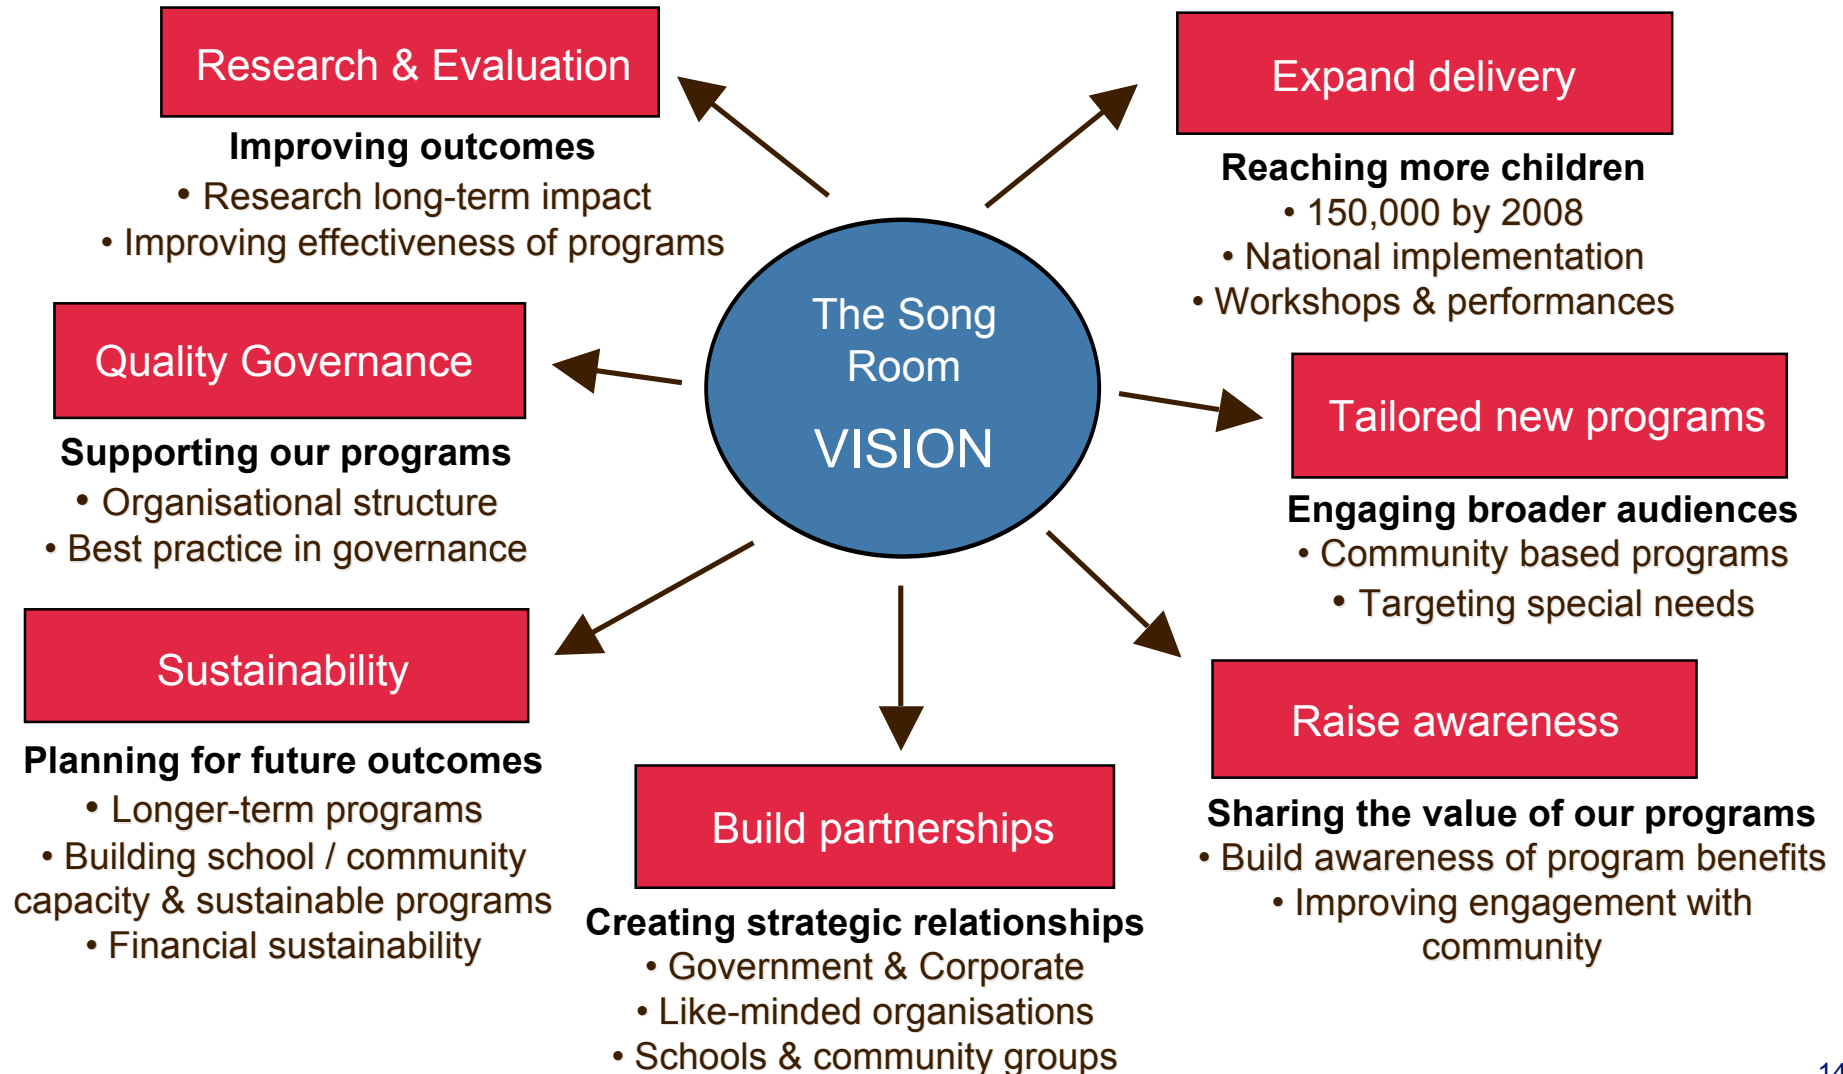 Research & Evaluation
Improving outcomes
• Research long-term impact
• Improving effectiveness of programs
Expand delivery
Reaching more children
• 150,000 by 2008
• National implementation
• Workshops & performances
The Song
Room
VISION
Quality Governance
Supporting our programs
• Organisational structure
• Best practice in governance
Tailored new programs
Engaging broader audiences
• Community based programs
• Targeting special needs
Sustainability
Planning for future outcomes
• Longer-term programs
• Building school / community
capacity & sustainable programs
• Financial sustainability
Build partnerships
Creating strategic relationships
• Government & Corporate
• Like-minded organisations
• Schools & community groups
Raise awareness
Sharing the value of our programs
• Build awareness of program benefits
• Improving engagement with
community
14